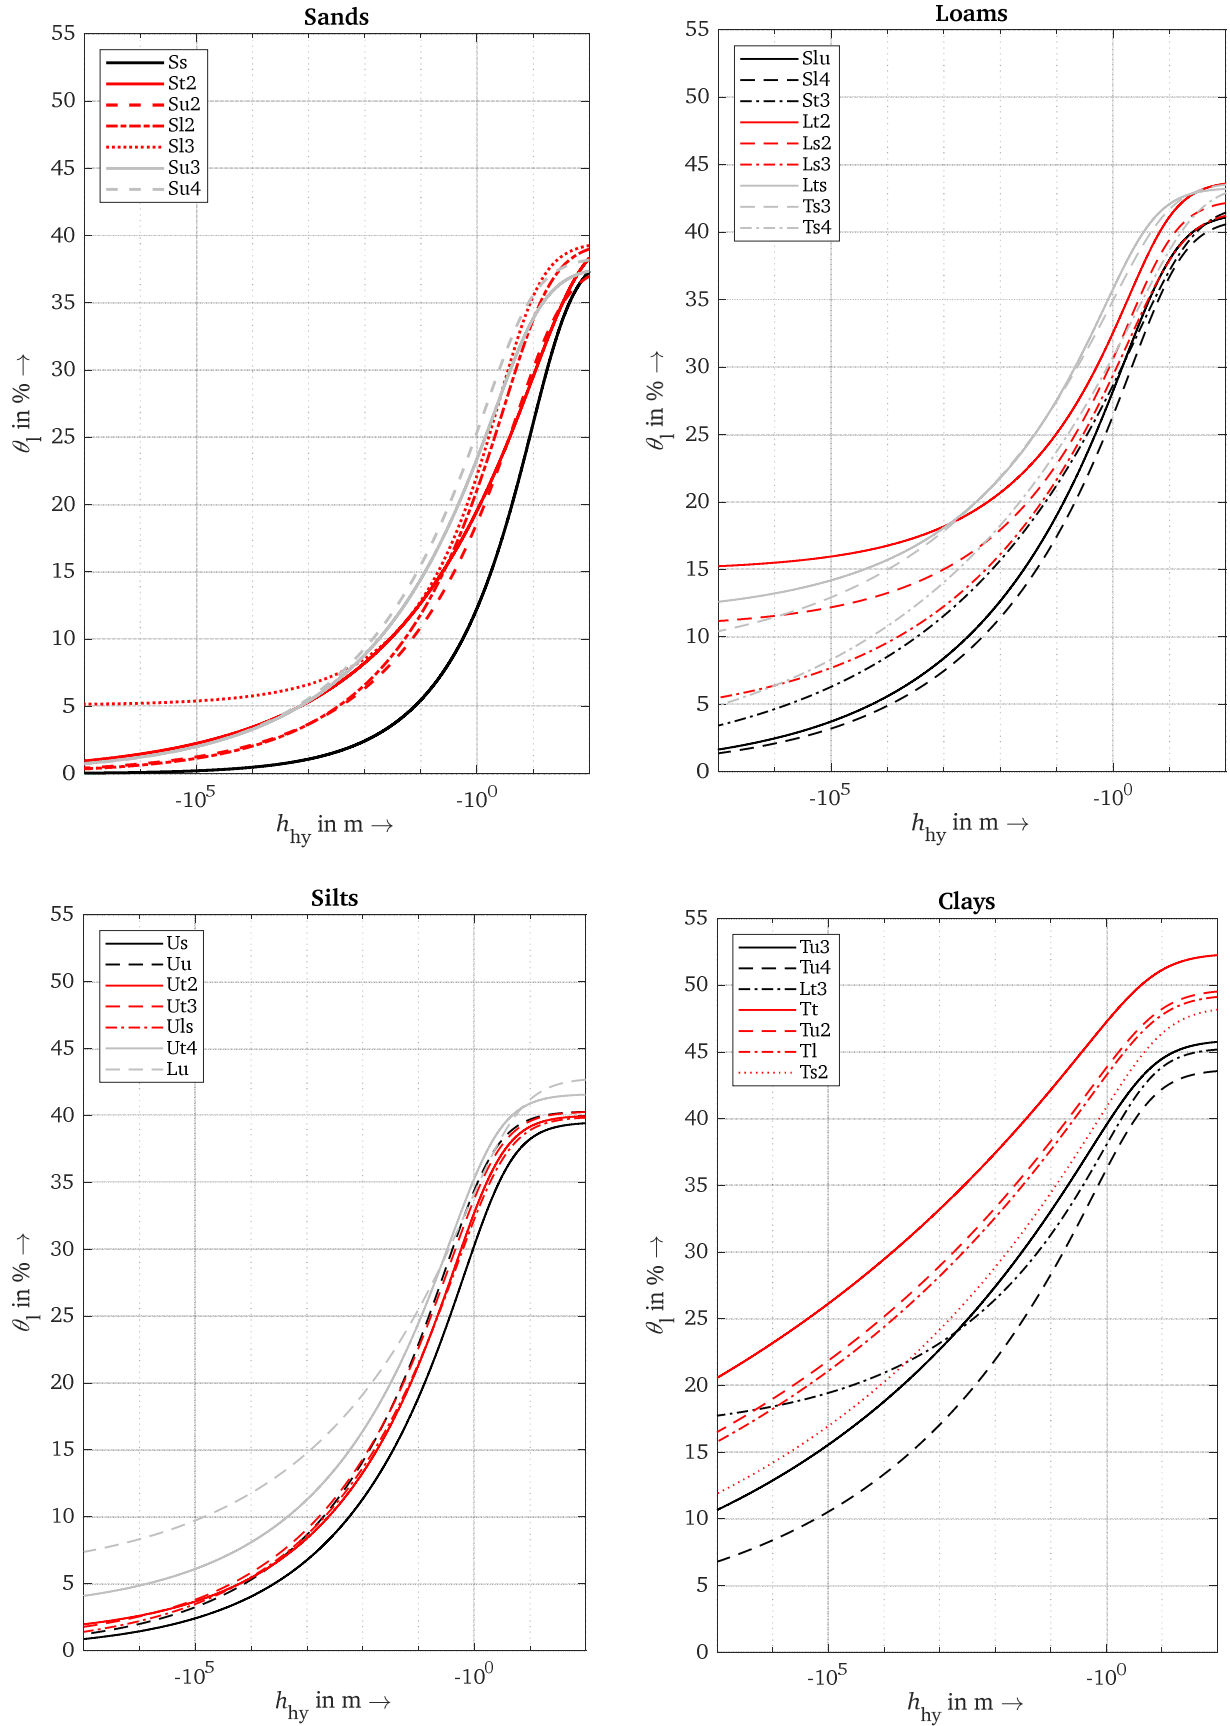 Sands
55
50
45
40
35
30
25
20
15
10
5
0
θl in % →
Ss
St2
Su2
Sl2
Sl3
Su3
Su4
-10^5
-10^0
h_hy in m →
Loams
55
50
45
40
35
30
25
20
15
10
5
0
θl in % →
Slu
Sl4
St3
Lt2
Ls2
Ls3
Lts
Ts3
Ts4
-10^5
-10^0
h_hy in m →
Silts
55
50
45
40
35
30
25
20
15
10
5
0
θl in % →
Us
Uu
Ut2
Ut3
Uls
Ut4
Lu
-10^5
-10^0
h_hy in m →
Clays
55
50
45
40
35
30
25
20
15
10
5
0
θl in % →
Tu3
Tu4
Lt3
Tt
Tu2
Tl
Ts2
-10^5
-10^0
h_hy in m →